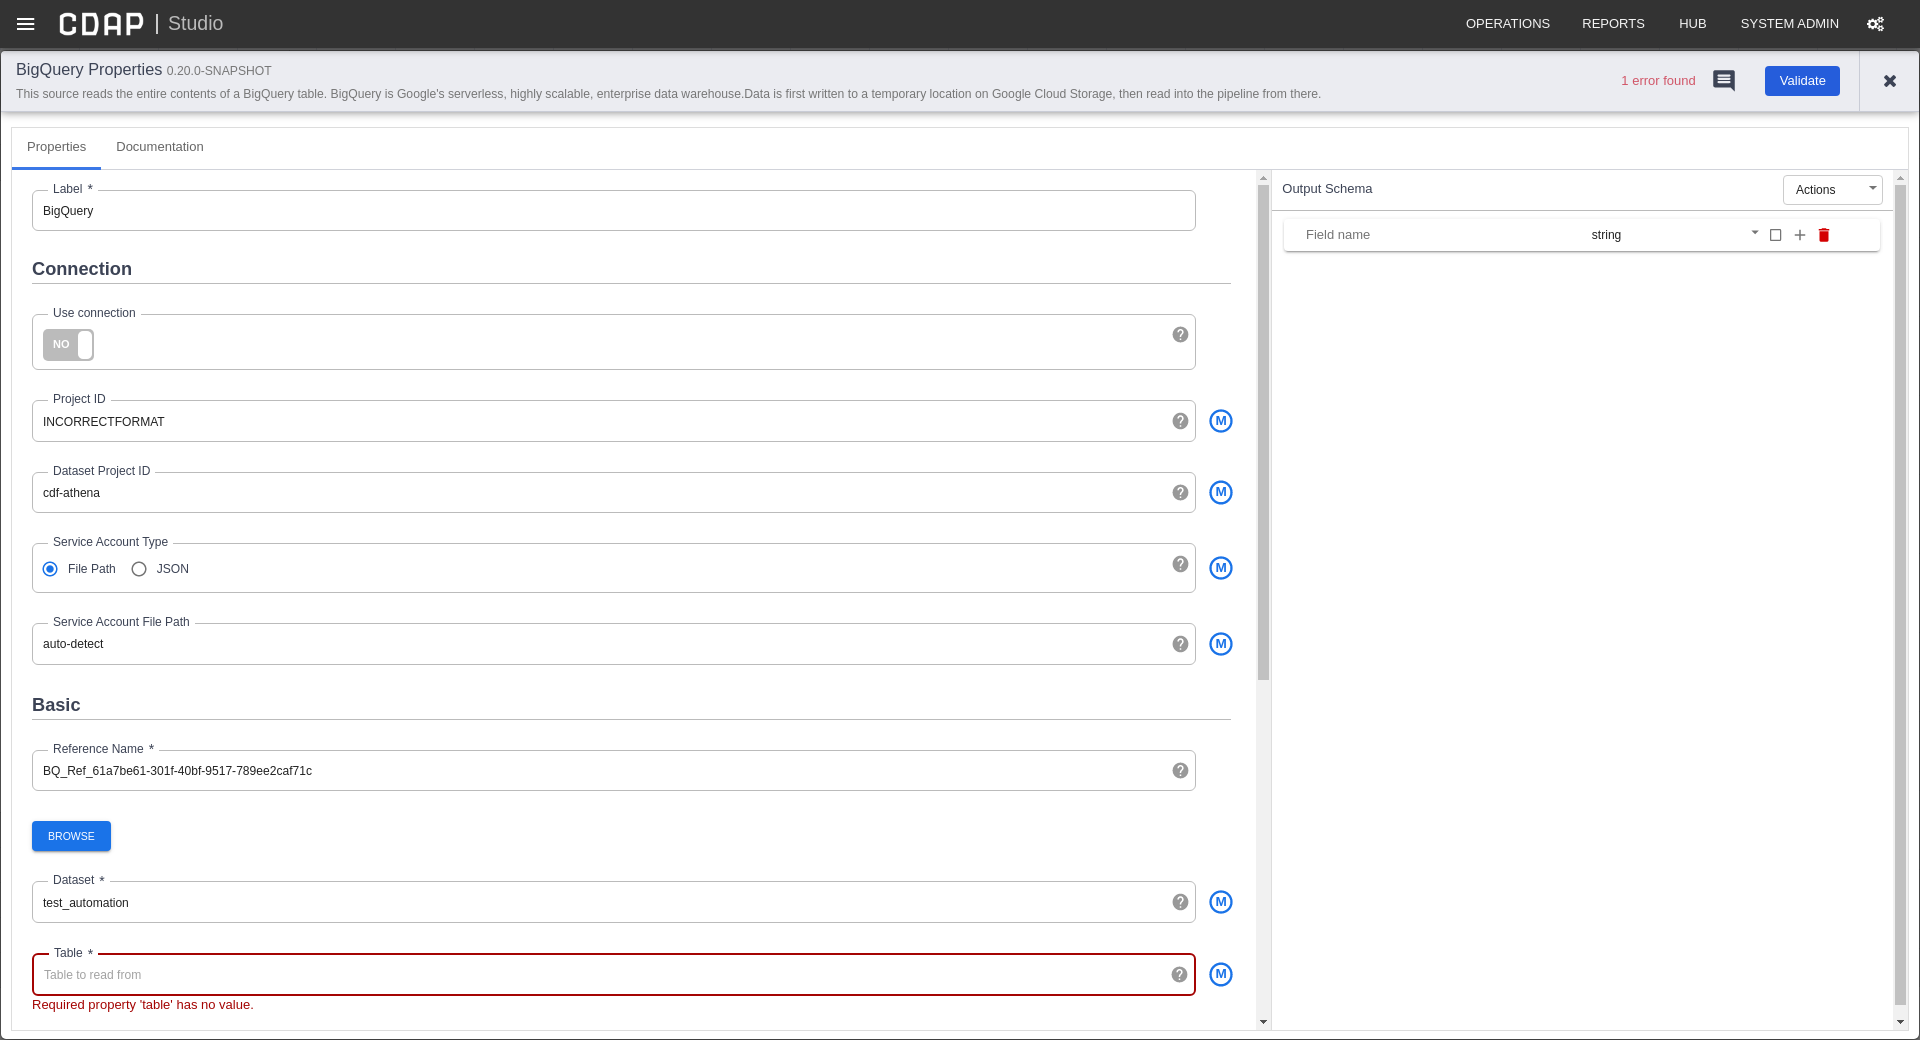 CDAP | Studio
OPERATIONS REPORTS HUB SYSTEM ADMIN
BigQuery Properties 0.20.0-SNAPSHOT
This source reads the entire contents of a BigQuery table. BigQuery is Google's serverless, highly scalable, enterprise data warehouse.Data is first written to a temporary location on Google Cloud Storage, then read into the pipeline from there.
1 error found
Validate
Properties Documentation
Label *
BigQuery
Connection
Use connection
NO
Project ID
INCORRECTFORMAT
M
Dataset Project ID
cdf-athena
M
Service Account Type
File Path JSON
M
Service Account File Path
auto-detect
M
Basic
Reference Name *
BQ_Ref_61a7be61-301f-40bf-9517-789ee2caf71c
BROWSE
Dataset *
test_automation
M
Table *
Table to read from
M
Required property 'table' has no value.
Output Schema
Actions
Field name string